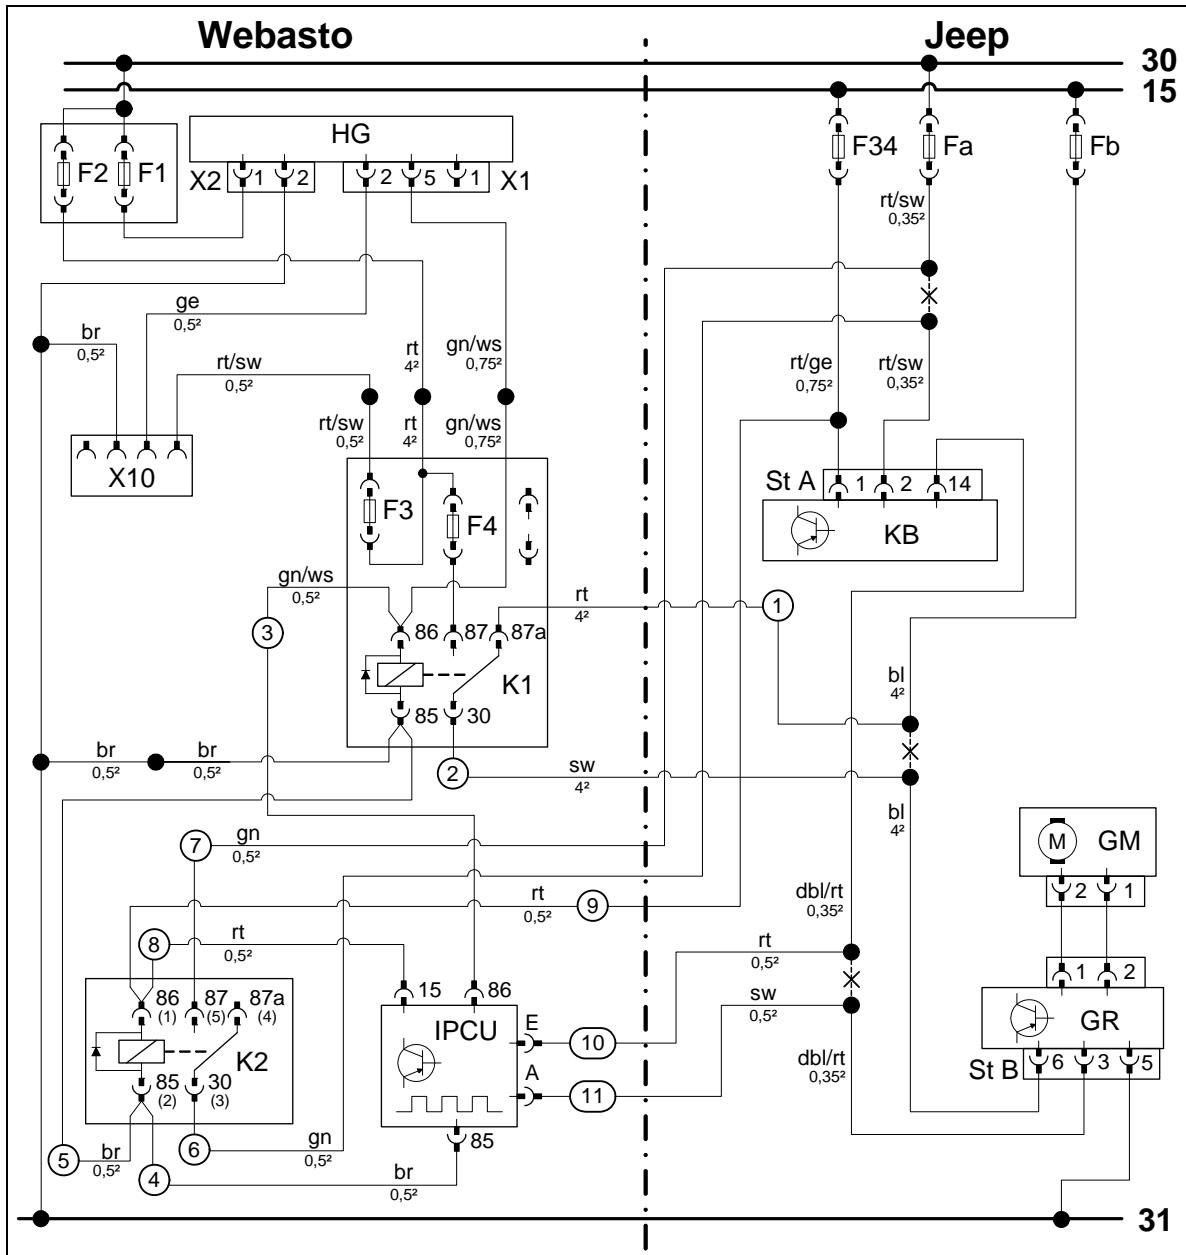 Webasto Jeep
30
15
HG
F2 F1
X2 1 2 2 5 1 X1
F34 Fa Fb
rt/sw
0,35²
ge
0,5²
br
0,5²
rt/sw
0,5²
rt
4²
gn/ws
0,75²
rt/ge
0,75²
rt/sw
0,35²
rt/sw
0,5²
rt
4²
gn/ws
0,75²
X10
F3 F4
St A 1 2 14
KB
gn/ws
0,5²
3
rt
4²
1
86 87 87a
K1
85 30
bl
4²
br
0,5²
br
0,5²
2
sw
4²
bl
4²
7
gn
0,5²
M GM
2 1
rt
0,5²
9
dbl/rt
0,35²
8
rt
0,5²
rt
0,5²
1 2
86 87 87a
(1) (5) (4)
15 86
sw
0,5²
IPCU
E
10
GR
K2
A
11
dbl/rt
0,35²
St B 6 3 5
85 30
(2) (3)
85
5
br
0,5²
6
gn
0,5²
4
br
0,5²
31